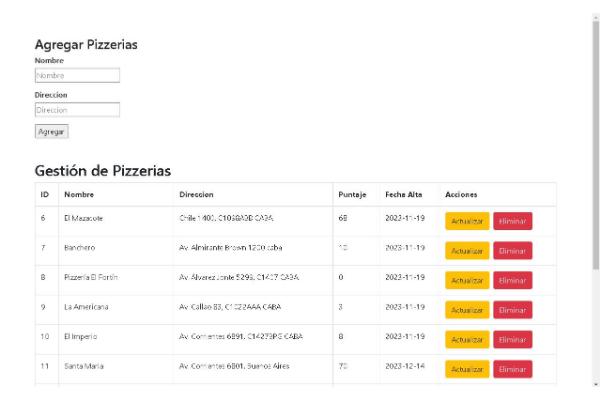 Agregar Pizzerias
Nombre
Nombre
Direccion
Direccion
Agregar
Gestión de Pizzerias
ID Nombre Direccion Puntaje Fecha Alta Acciones
6 El Mazacote Chile 1400, CABA 68 2023-11-19 Actualizar Eliminar
7 Banchero Av. Almirante Brown 1200 caba 10 2023-11-19 Actualizar Eliminar
8 Pizzería El Fortín Av. Álvarez Jonte 5299, CABA 0 2023-11-19 Actualizar Eliminar
9 La Americana Av. Callao 83, C1022AAA CABA 3 2023-11-19 Actualizar Eliminar
10 El Imperio Av. Corrientes 6891, CABA 8 2023-11-19 Actualizar Eliminar
11 Santa Maria Av. Corrientes 6801, Buenos Aires 70 2023-12-14 Actualizar Eliminar